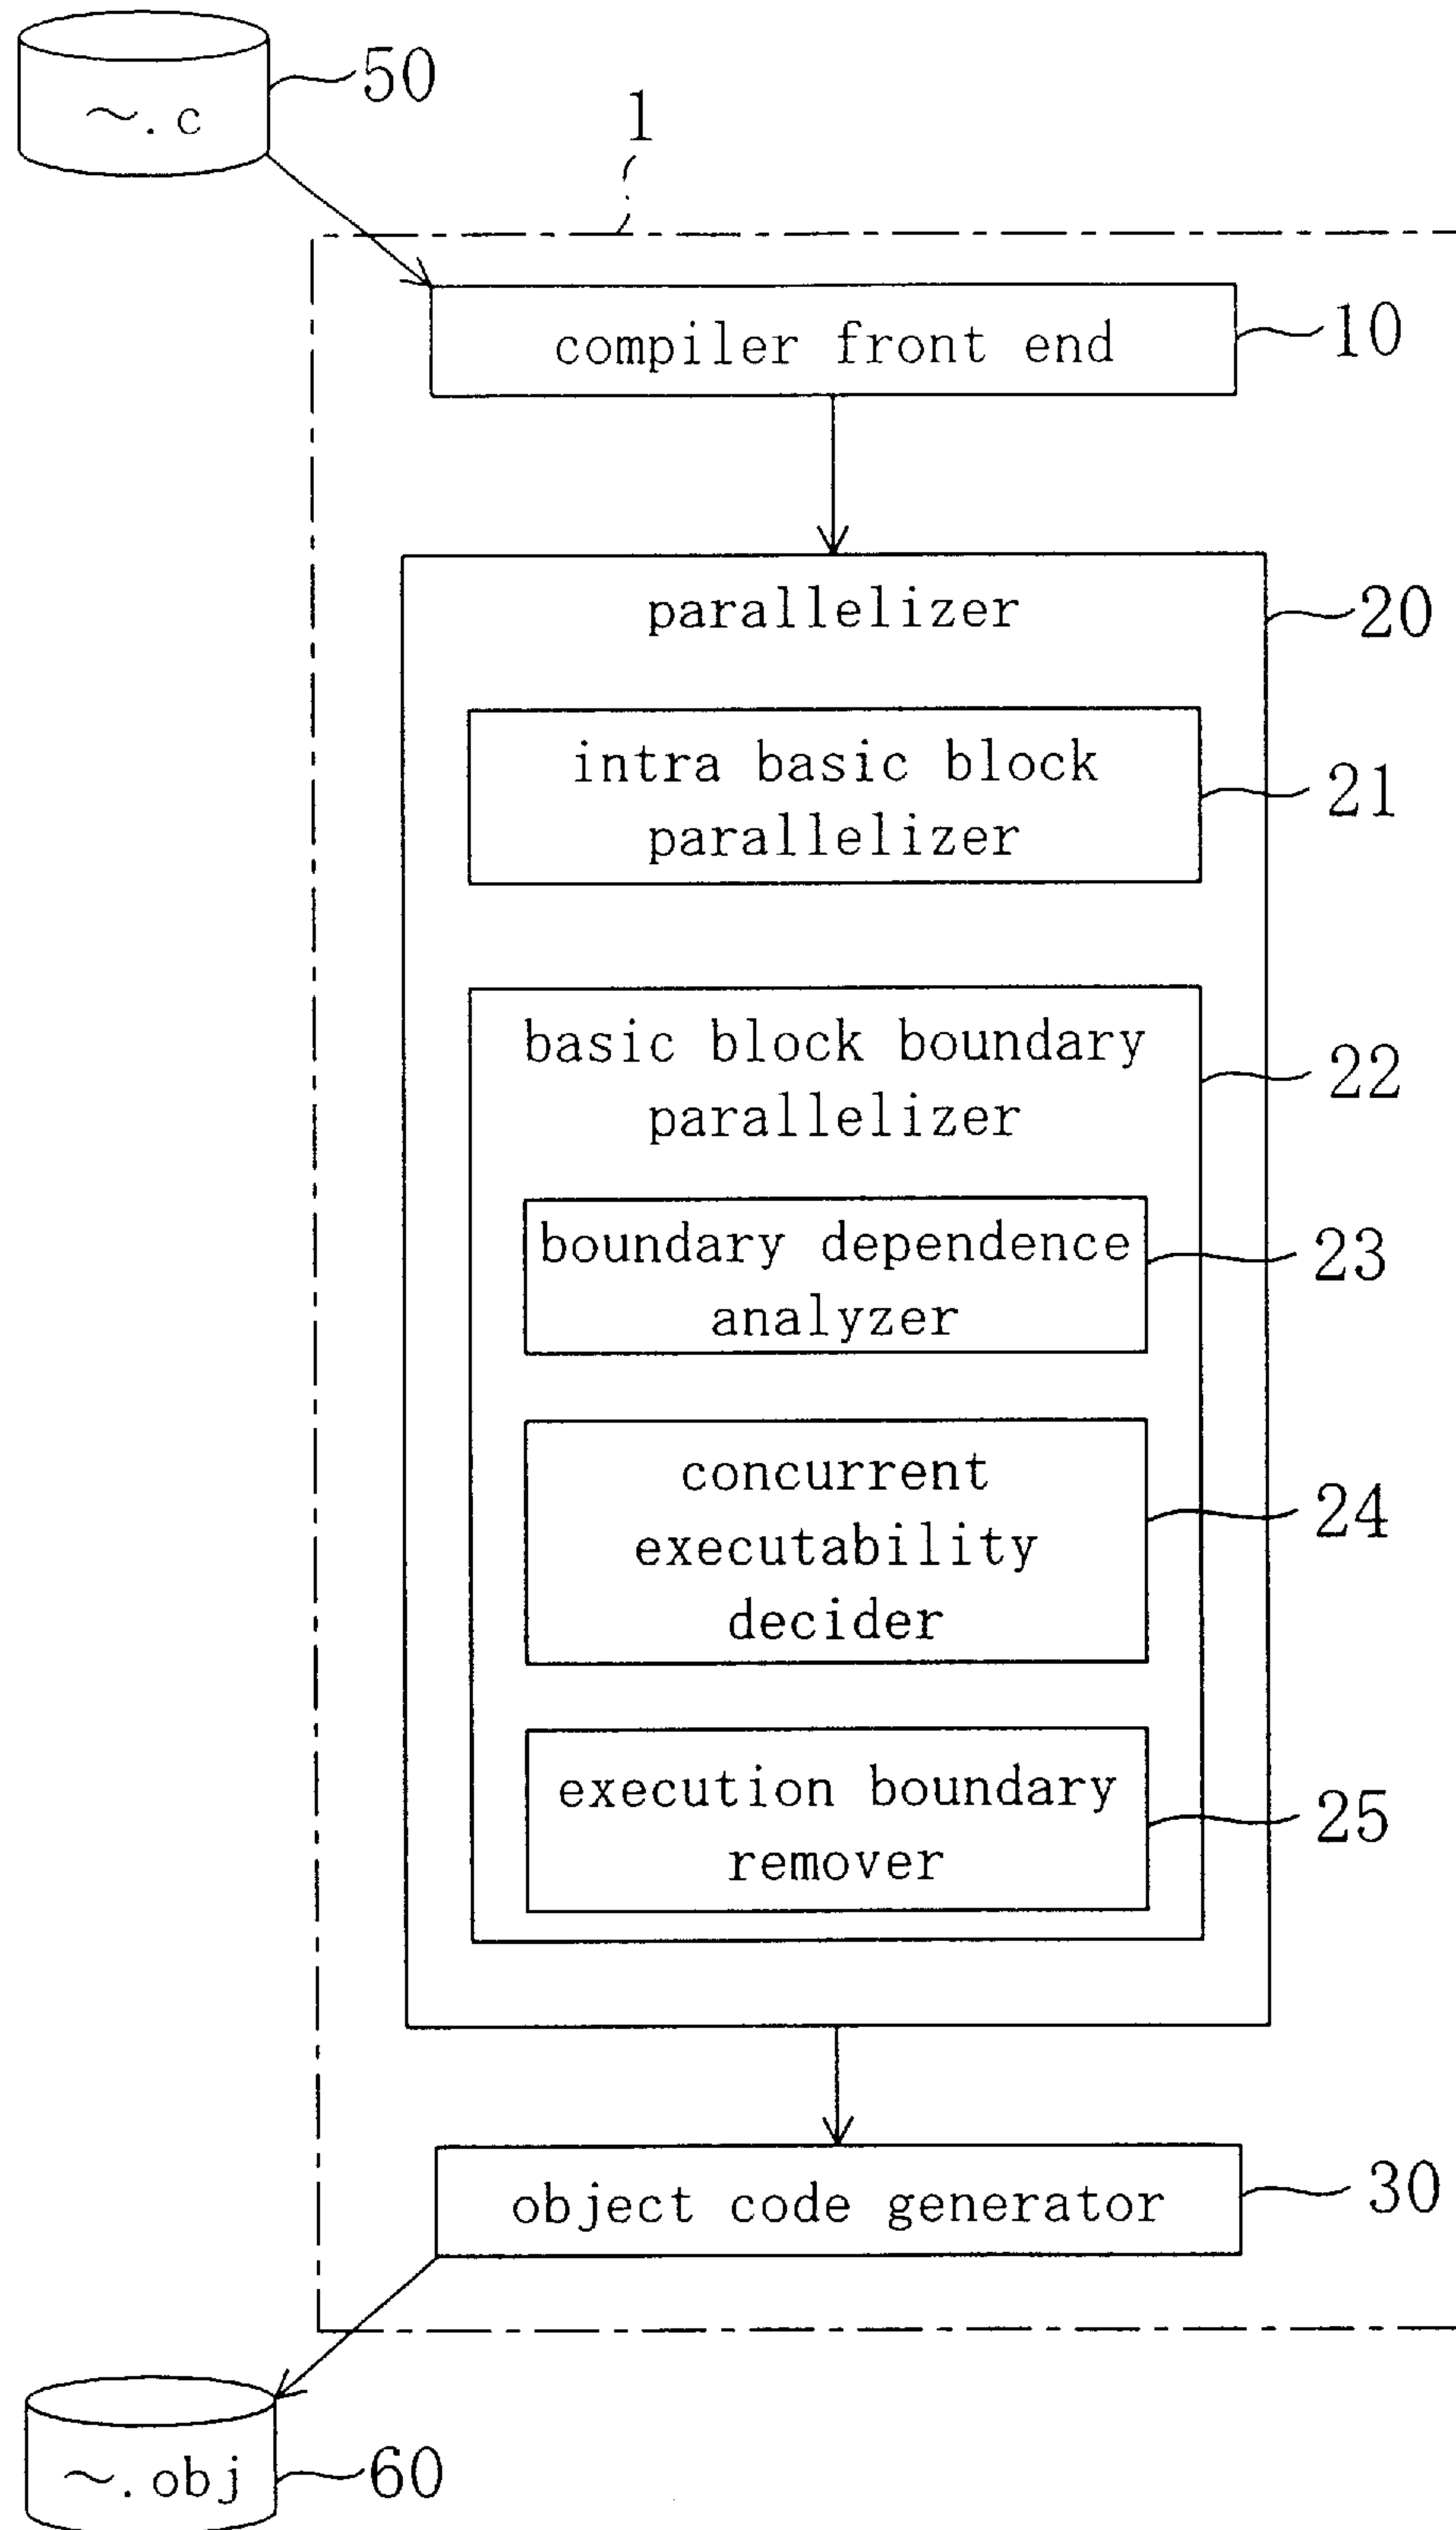 50
~.c
1
compiler front end
10
parallelizer
20
intra basic block
parallelizer
21
basic block boundary
parallelizer
22
boundary dependence
analyzer
23
concurrent
executability
decider
24
execution boundary
remover
25
object code generator
30
~.obj
60